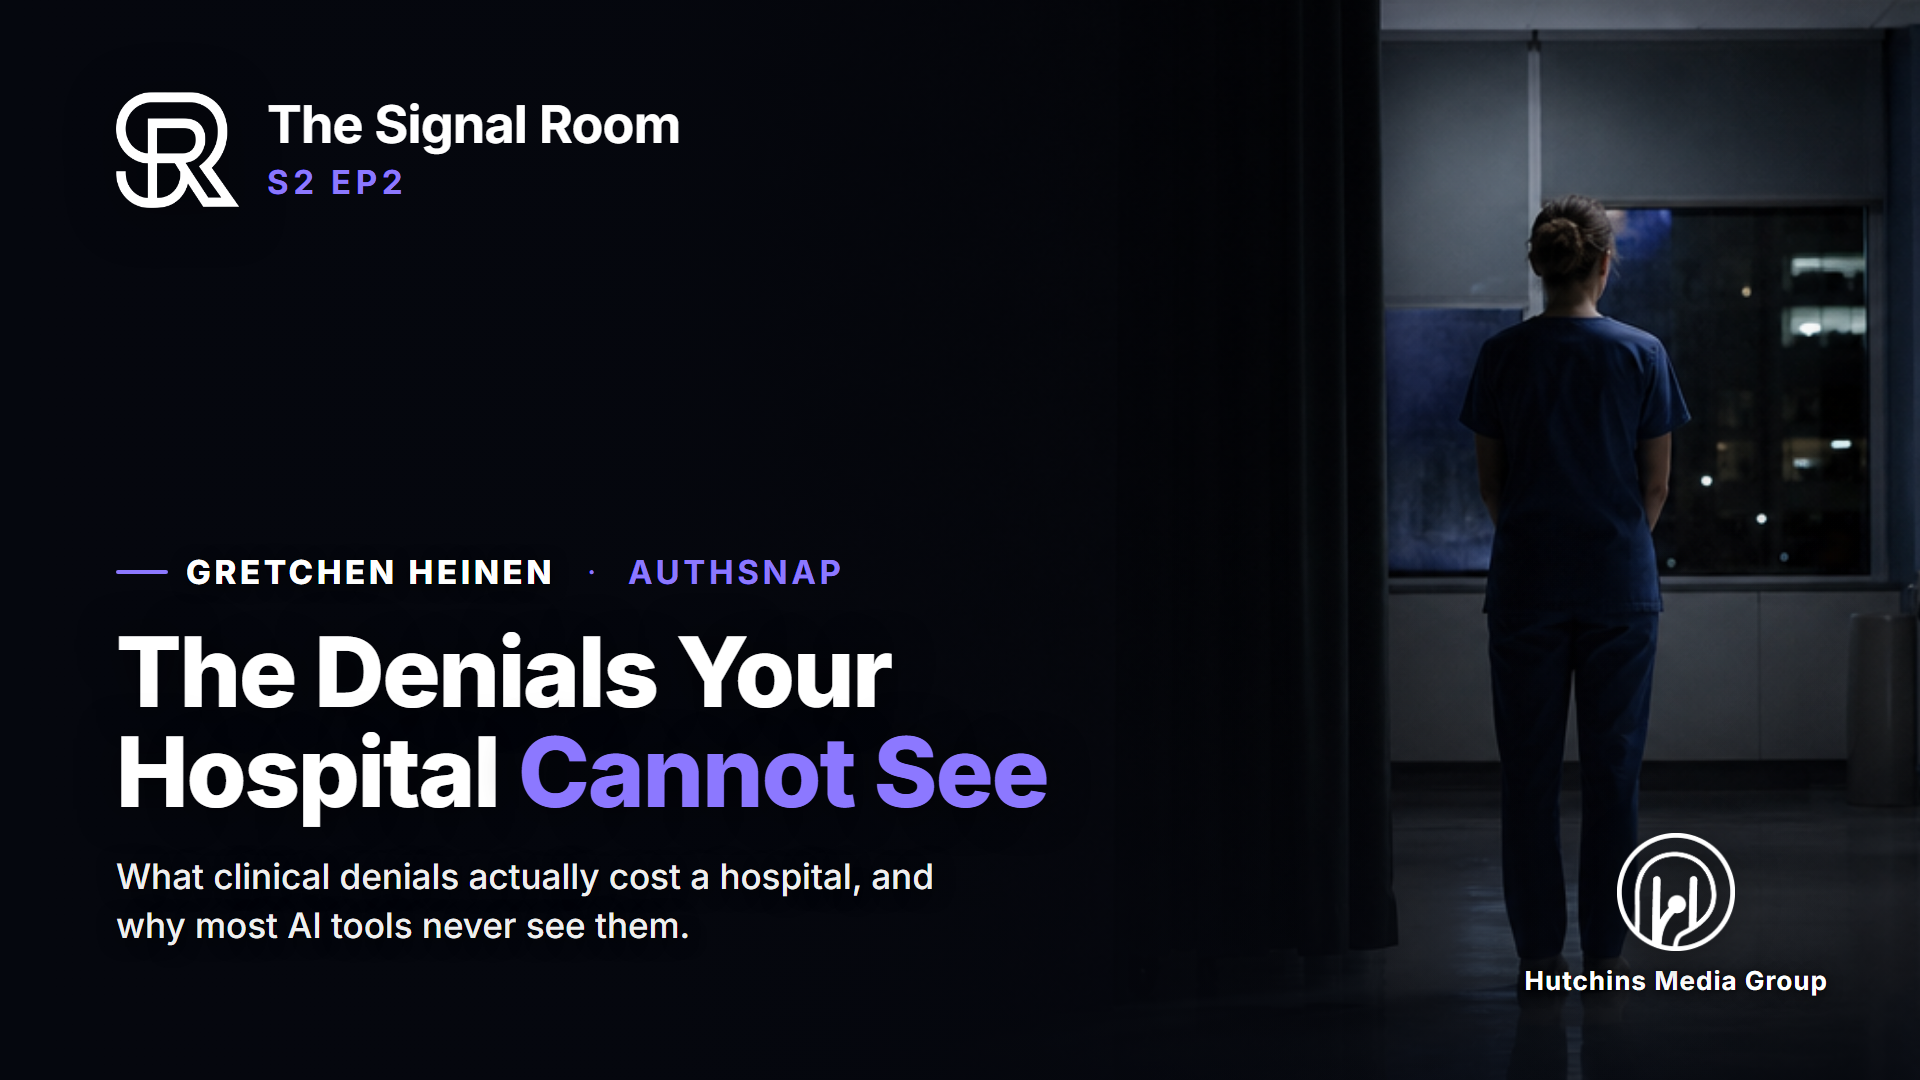 The Signal Room
S2 EP2
GRETCHEN HEINEN · AUTHSNAP
The Denials Your
Hospital Cannot See
What clinical denials actually cost a hospital, and
why most AI tools never see them.
Hutchins Media Group